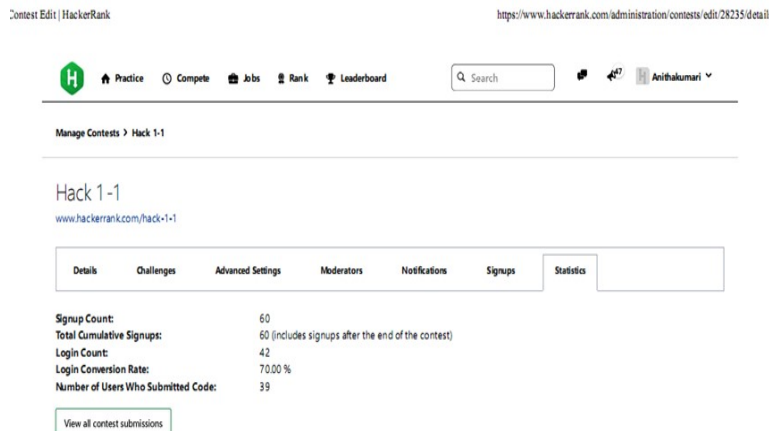 Contest Edit | HackerRank https://www.hackerrank.com/administration/contests/edit/28235/detail
H Practice Compete Jobs Rank Leaderboard Search 47 Anithakumari
Manage Contests > Hack 1-1
Hack 1-1
www.hackerrank.com/hack-1-1
Details Challenges Advanced Settings Moderators Notifications Signups Statistics
Signup Count: 60
Total Cumulative Signups: 60 (includes signups after the end of the contest)
Login Count: 42
Login Conversion Rate: 70.00 %
Number of Users Who Submitted Code: 39
View all contest submissions